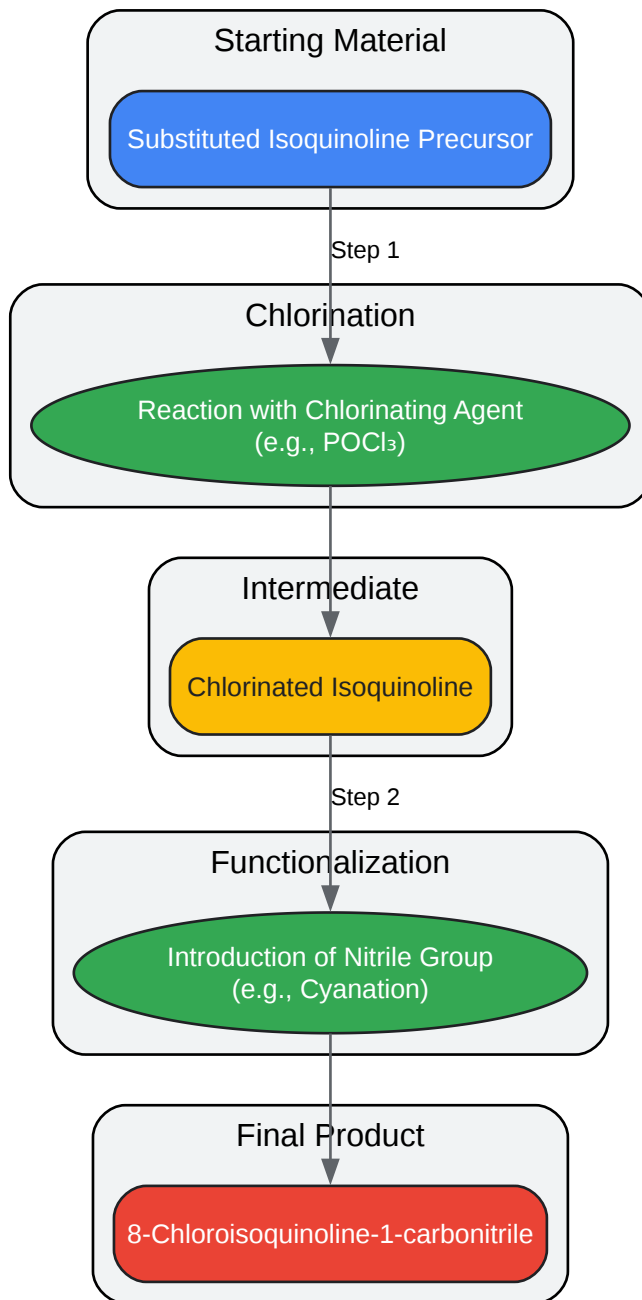 Starting Material
Substituted Isoquinoline Precursor
Step 1
Chlorination
Reaction with Chlorinating Agent
(e.g., POCl₃)
Intermediate
Chlorinated Isoquinoline
Step 2
Functionalization
Introduction of Nitrile Group
(e.g., Cyanation)
Final Product
8-Chloroisoquinoline-1-carbonitrile